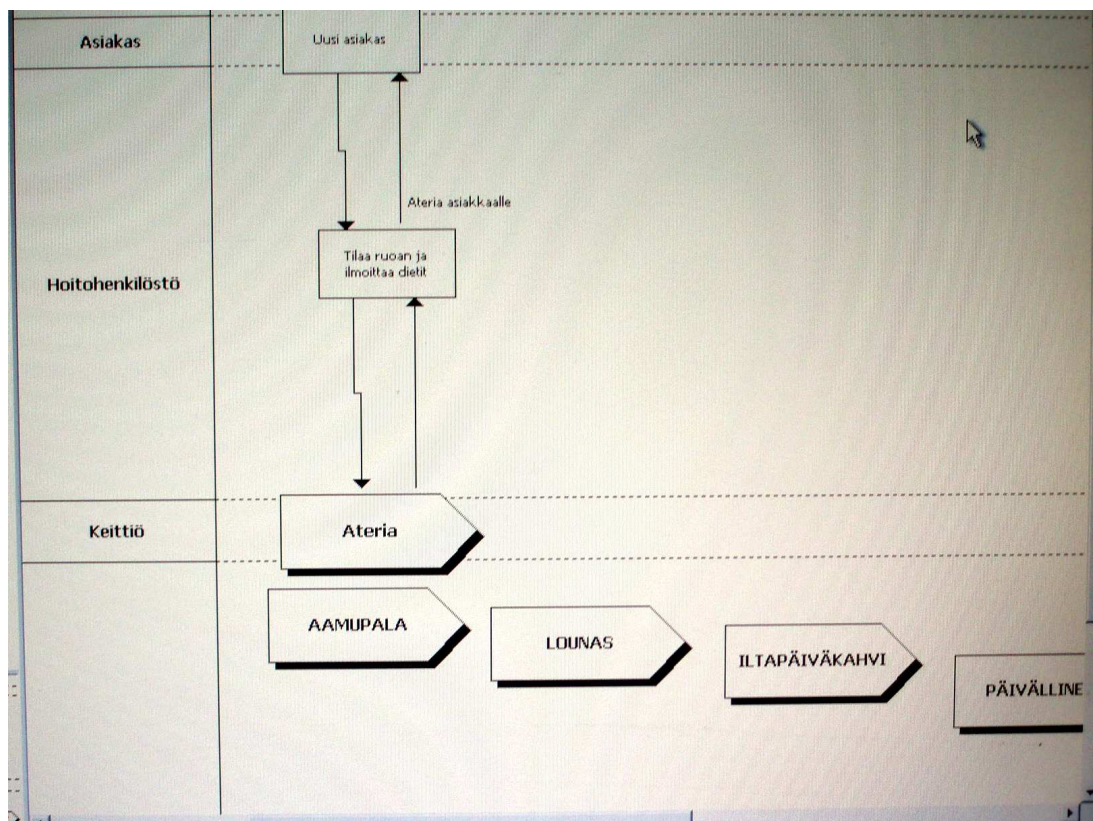 Asiakas
Uusi asiakas
Ateria asiakkaalle
Hoitohenkilöstö
Tilaa ruoan ja
ilmoittaa dietit
Keittiö
Ateria
AAMUPALA
LOUNAS
ILTAPÄIVÄKAHVI
PÄIVÄLLINE